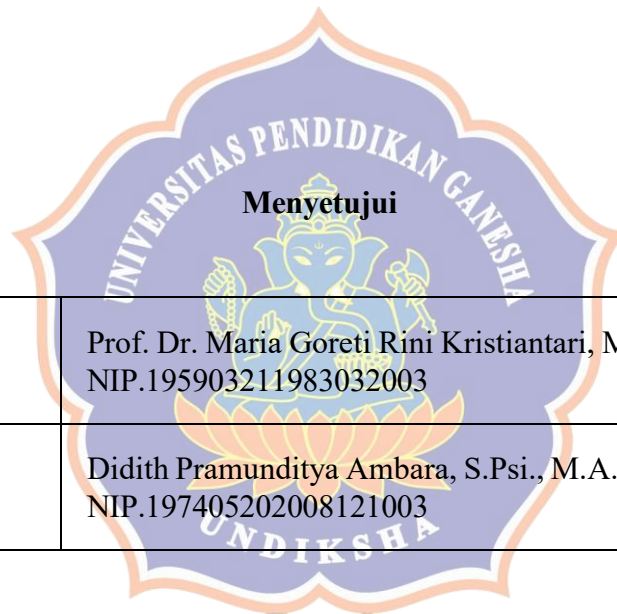 UNIVERSITAS PENDIDIKAN GANESHA
Menyetujui
Prof. Dr. Maria Goreti Rini Kristiantari, M
NIP.195903211983032003
Didith Pramunditya Ambara, S.Psi., M.A.
NIP.197405202008121003
UNDIKSHA